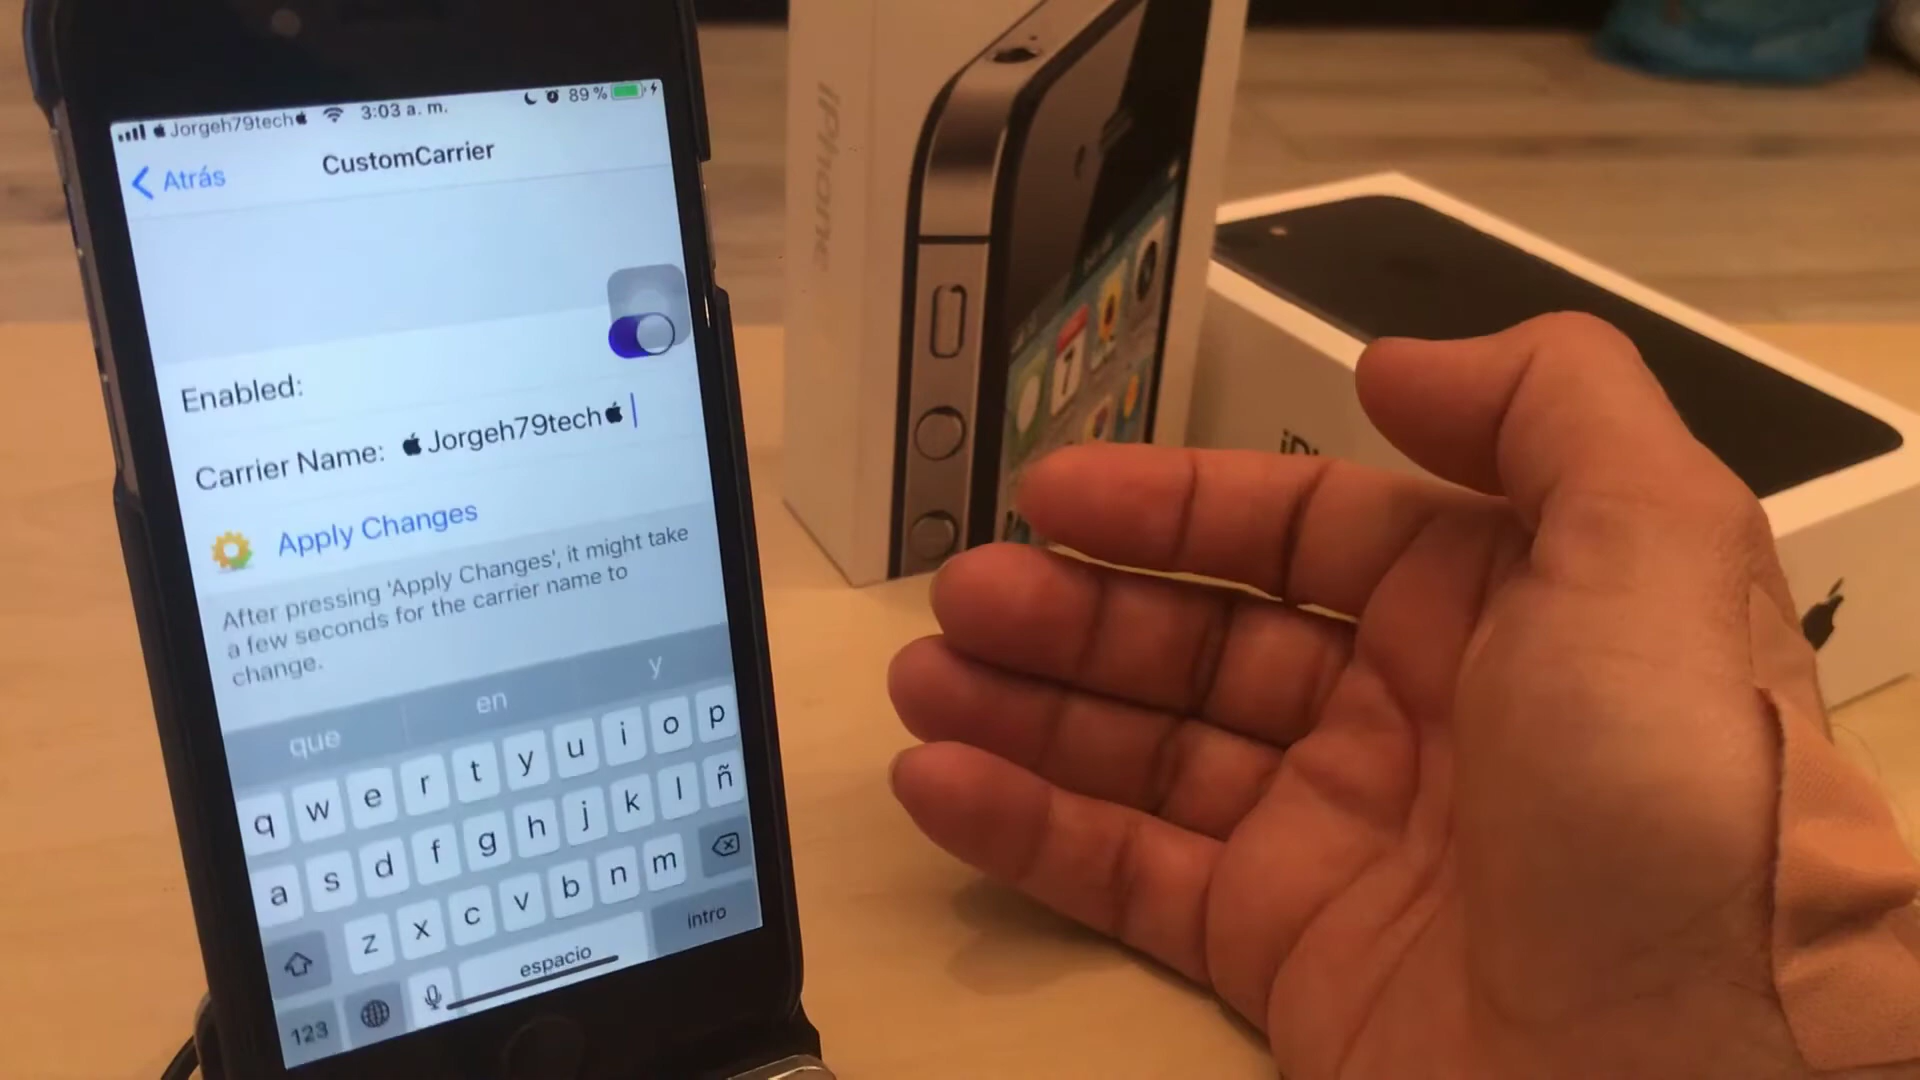 Jorgeh79tech 3:03 a. m. 89 %
Atrás CustomCarrier
Enabled:
Carrier Name: Jorgeh79tech
Apply Changes
After pressing 'Apply Changes', it might take
a few seconds for the carrier name to
change.
que en y
q w e r t y u i o p
a s d f g h j k l ñ
z x c v b n m
123 espacio intro
iPhone
7